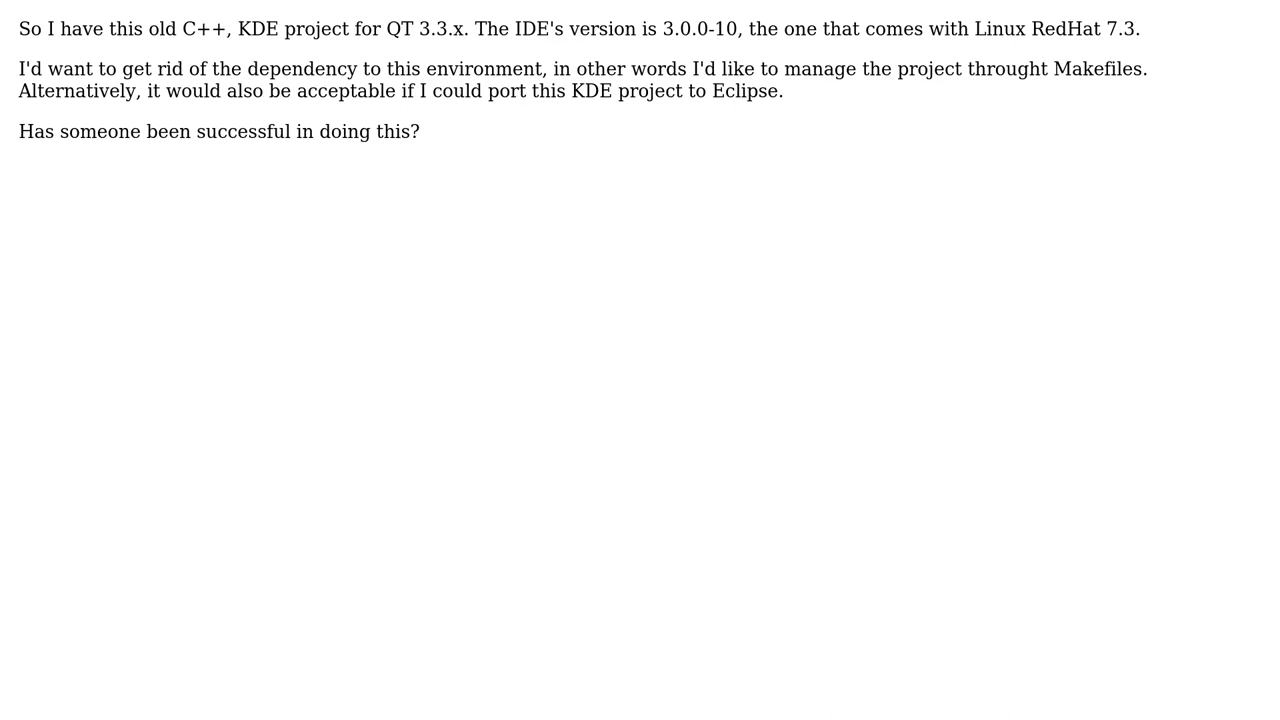 So I have this old C++, KDE project for QT 3.3.x. The IDE's version is 3.0.0-10, the one that comes with Linux RedHat 7.3.
I'd want to get rid of the dependency to this environment, in other words I'd like to manage the project throught Makefiles.
Alternatively, it would also be acceptable if I could port this KDE project to Eclipse.
Has someone been successful in doing this?